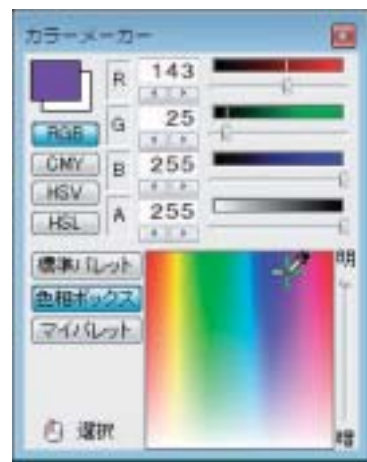 カラーメーカー
R 143
G 25
B 255
A 255
RGB
CMY
HSV
HSL
標準パレット
色相ボックス
マイパレット
明
暗
選択